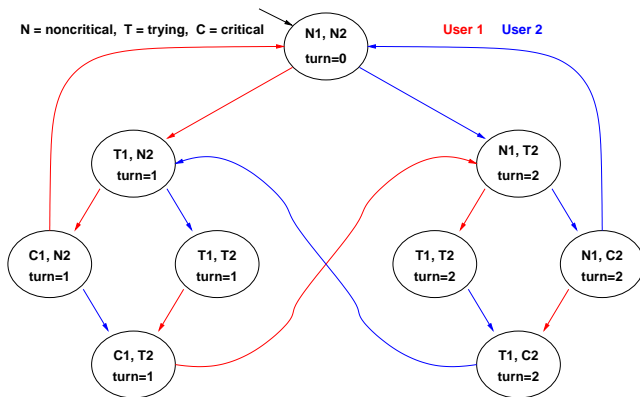 N = noncritical, T = trying, C = critical
N1, N2
turn=0
User 1 User 2
T1, N2
turn=1
N1, T2
turn=2
C1, N2
turn=1
T1, T2
turn=1
T1, T2
turn=2
N1, C2
turn=2
C1, T2
turn=1
T1, C2
turn=2